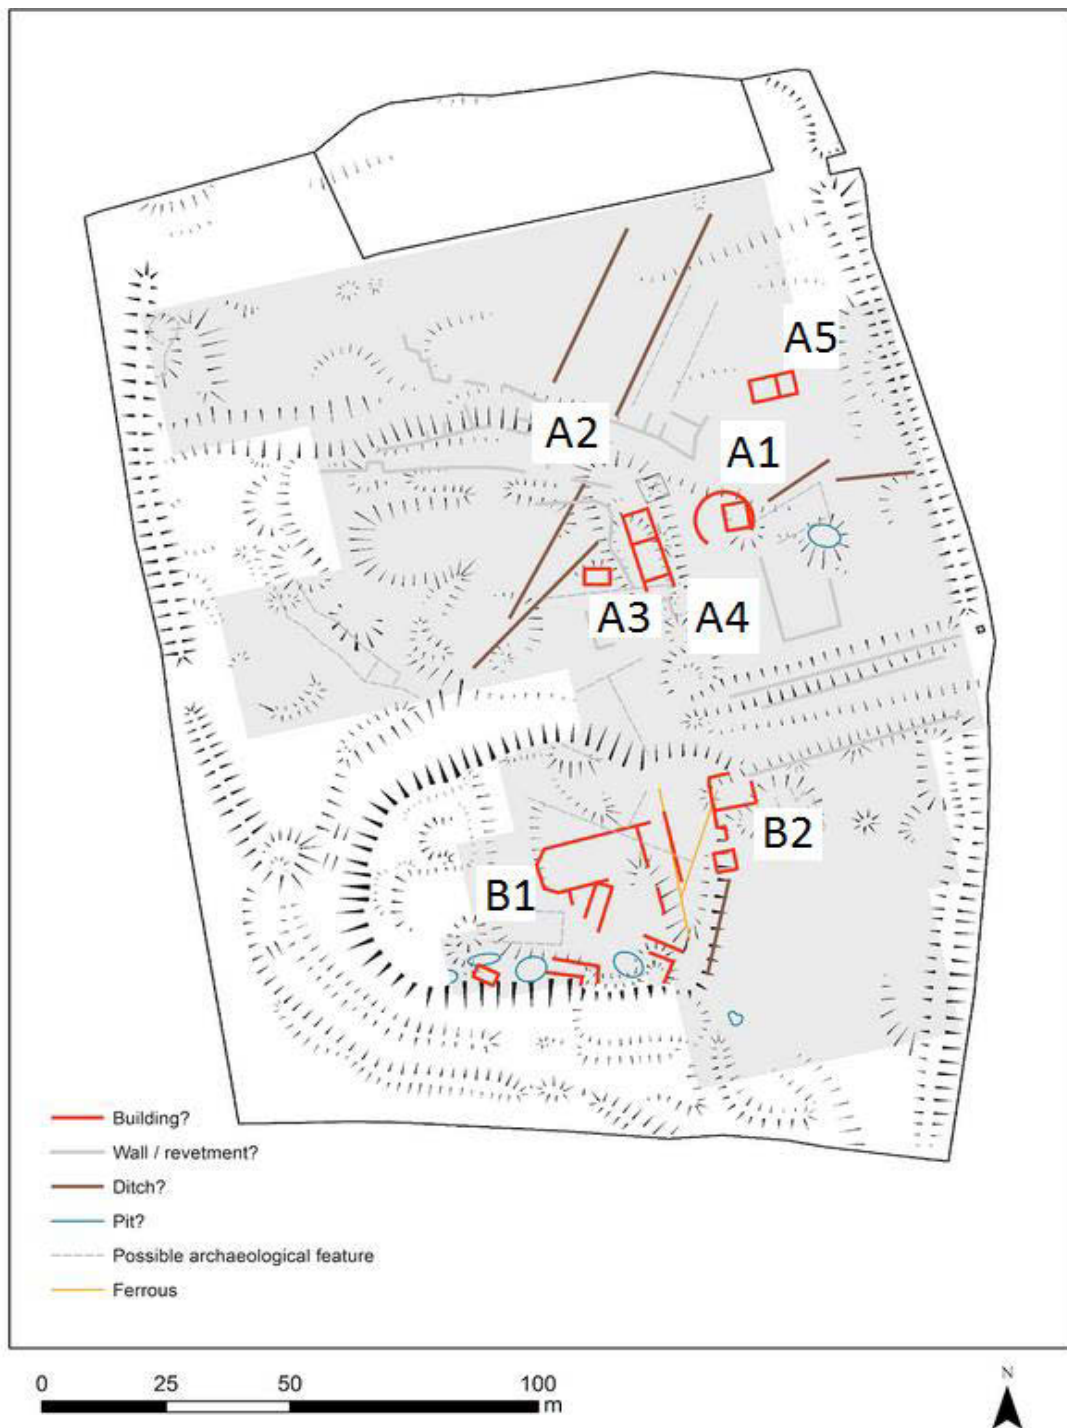 A5
A2
A1
A3
A4
B2
B1
Building?
Wall / revetment?
Ditch?
Pit?
Possible archaeological feature
Ferrous
0 25 50 100
m
N